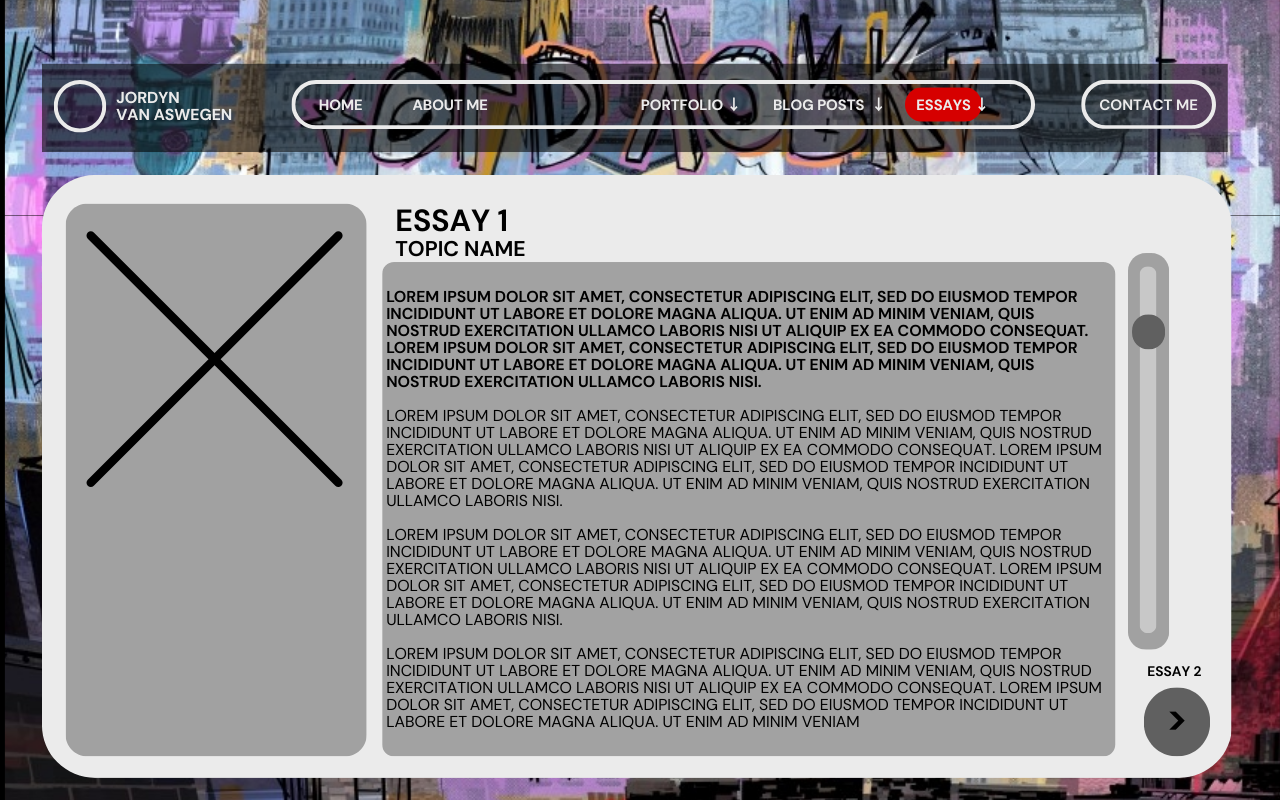 JORDYN
VAN ASWEGEN
HOME
ABOUT ME
PORTFOLIO ↓
BLOG POSTS ↓
ESSAYS ↓
CONTACT ME
ESSAY 1
TOPIC NAME
LOREM IPSUM DOLOR SIT AMET, CONSECTETUR ADIPISCING ELIT, SED DO EIUSMOD TEMPOR
INCIDIDUNT UT LABORE ET DOLORE MAGNA ALIQUA. UT ENIM AD MINIM VENIAM, QUIS
NOSTRUD EXERCITATION ULLAMCO LABORIS NISI UT ALIQUIP EX EA COMMODO CONSEQUAT.
LOREM IPSUM DOLOR SIT AMET, CONSECTETUR ADIPISCING ELIT, SED DO EIUSMOD TEMPOR
INCIDIDUNT UT LABORE ET DOLORE MAGNA ALIQUA. UT ENIM AD MINIM VENIAM, QUIS
NOSTRUD EXERCITATION ULLAMCO LABORIS NISI.
LOREM IPSUM DOLOR SIT AMET, CONSECTETUR ADIPISCING ELIT, SED DO EIUSMOD TEMPOR
INCIDIDUNT UT LABORE ET DOLORE MAGNA ALIQUA. UT ENIM AD MINIM VENIAM, QUIS NOSTRUD
EXERCITATION ULLAMCO LABORIS NISI UT ALIQUIP EX EA COMMODO CONSEQUAT. LOREM IPSUM
DOLOR SIT AMET, CONSECTETUR ADIPISCING ELIT, SED DO EIUSMOD TEMPOR INCIDIDUNT UT
LABORE ET DOLORE MAGNA ALIQUA. UT ENIM AD MINIM VENIAM, QUIS NOSTRUD EXERCITATION
ULLAMCO LABORIS NISI.
LOREM IPSUM DOLOR SIT AMET, CONSECTETUR ADIPISCING ELIT, SED DO EIUSMOD TEMPOR
INCIDIDUNT UT LABORE ET DOLORE MAGNA ALIQUA. UT ENIM AD MINIM VENIAM, QUIS NOSTRUD
EXERCITATION ULLAMCO LABORIS NISI UT ALIQUIP EX EA COMMODO CONSEQUAT. LOREM IPSUM
DOLOR SIT AMET, CONSECTETUR ADIPISCING ELIT, SED DO EIUSMOD TEMPOR INCIDIDUNT UT
LABORE ET DOLORE MAGNA ALIQUA. UT ENIM AD MINIM VENIAM, QUIS NOSTRUD EXERCITATION
ULLAMCO LABORIS NISI.
LOREM IPSUM DOLOR SIT AMET, CONSECTETUR ADIPISCING ELIT, SED DO EIUSMOD TEMPOR
INCIDIDUNT UT LABORE ET DOLORE MAGNA ALIQUA. UT ENIM AD MINIM VENIAM, QUIS NOSTRUD
EXERCITATION ULLAMCO LABORIS NISI UT ALIQUIP EX EA COMMODO CONSEQUAT. LOREM IPSUM
DOLOR SIT AMET, CONSECTETUR ADIPISCING ELIT, SED DO EIUSMOD TEMPOR INCIDIDUNT UT
LABORE ET DOLORE MAGNA ALIQUA. UT ENIM AD MINIM VENIAM
ESSAY 2